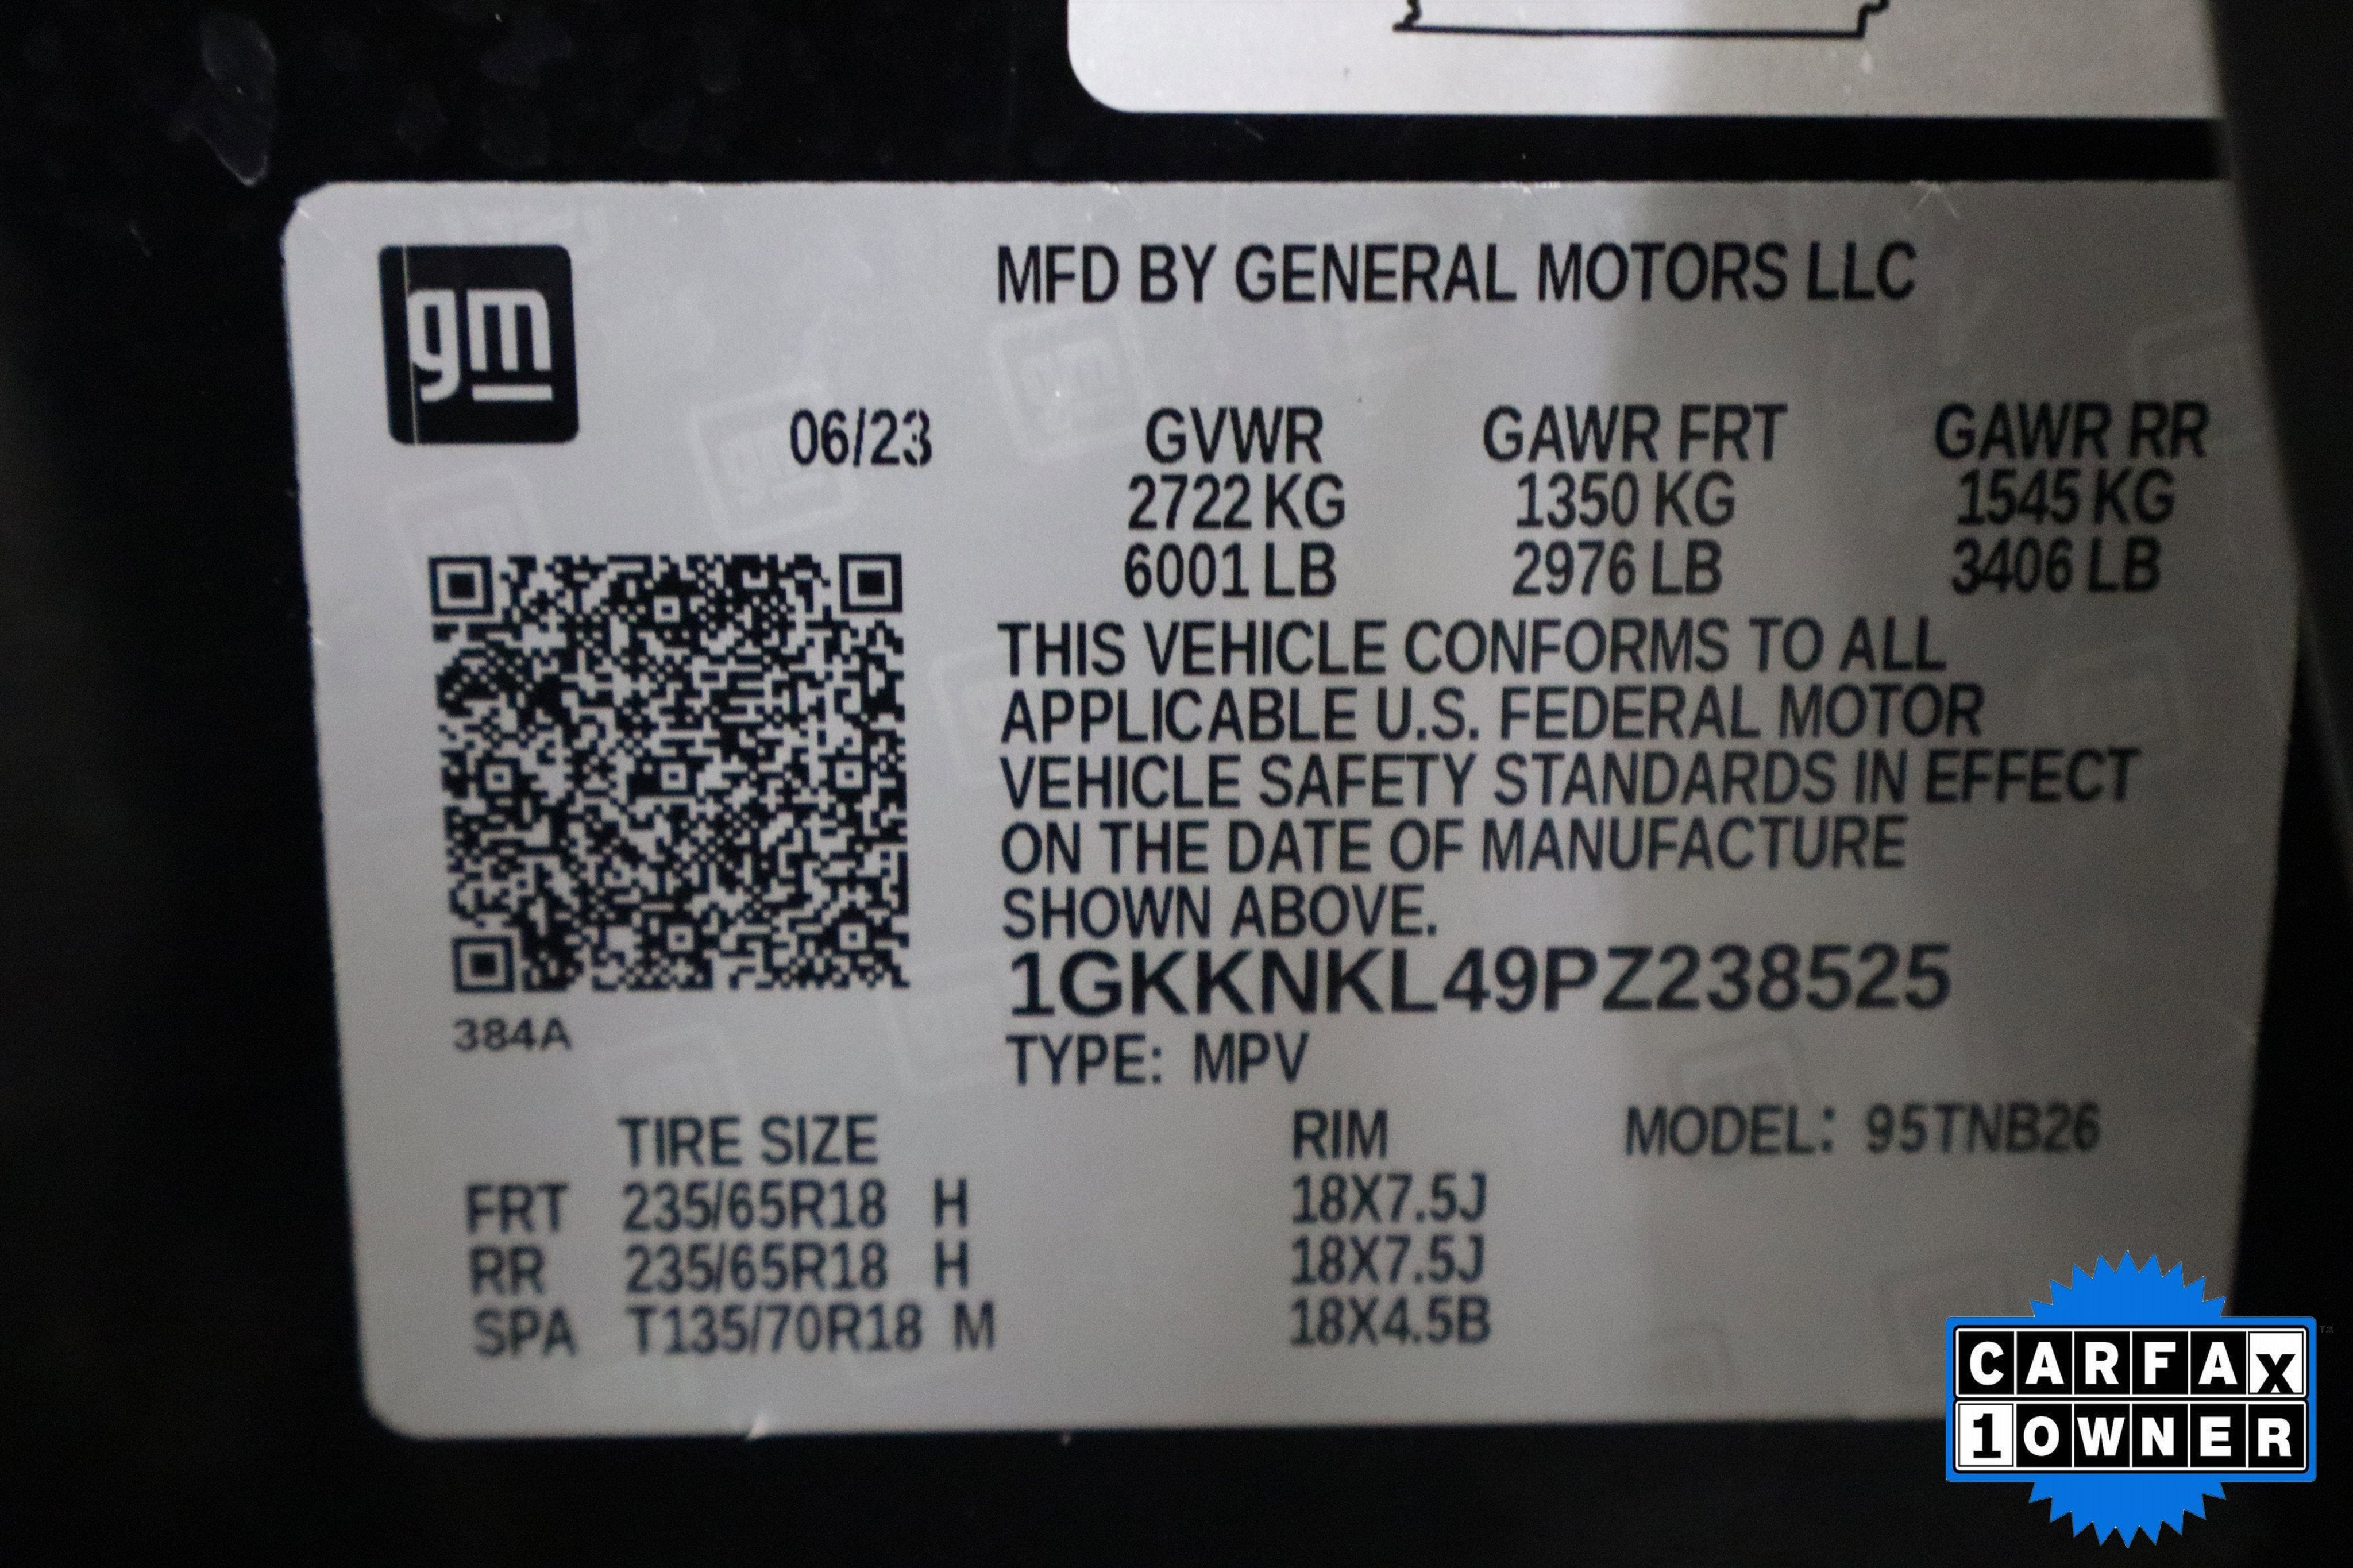 gm
MFD BY GENERAL MOTORS LLC
06/23
GVWR GAWR FRT GAWR RR
2722 KG 1350 KG 1545 KG
6001 LB 2976 LB 3406 LB
THIS VEHICLE CONFORMS TO ALL
APPLICABLE U.S. FEDERAL MOTOR
VEHICLE SAFETY STANDARDS IN EFFECT
ON THE DATE OF MANUFACTURE
SHOWN ABOVE.
1GKKNKL49PZ238525
384A
TYPE: MPV
TIRE SIZE RIM MODEL: 95TNB26
FRT 235/65R18 H 18X7.5J
RR 235/65R18 H 18X7.5J
SPA T135/70R18 M 18X4.5B
CARFAX TM
1 OWNER